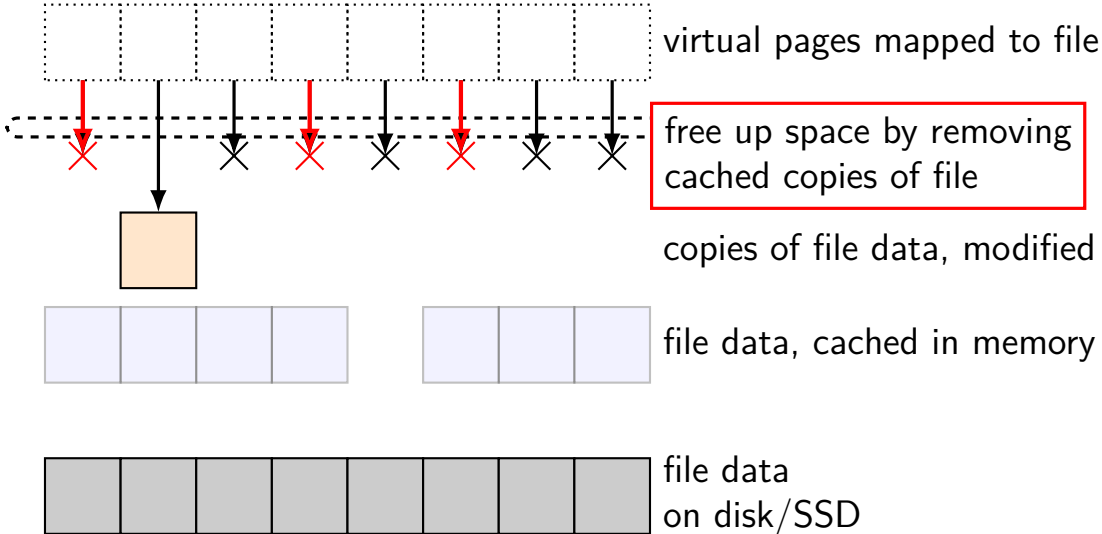 virtual pages mapped to file
free up space by removing
cached copies of file
copies of file data, modified
file data, cached in memory
file data
on disk/SSD